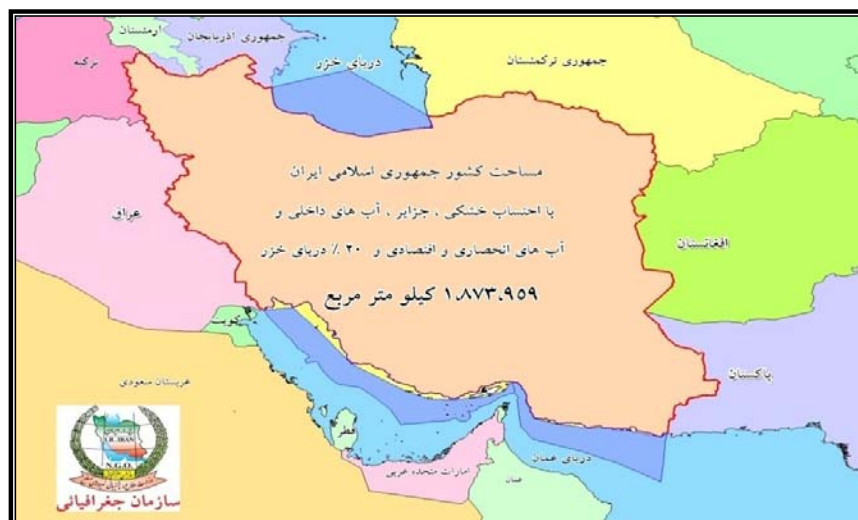 ارمنستان
جمهوری آذربایجان
ترکیه
دریای خزر
جمهوری ترکمنستان
مساحت کشور جمهوری اسلامی ایران
با احتساب خشکی ، جزایر ، آب های داخلی و
آب های انحصاری و اقتصادی و ۲۰ ٪ دریای خزر
۱،۸۷۳،۹۵۹ کیلو متر مربع
عراق
افغانستان
کویت
پاکستان
عربستان سعودی
قطر
دریای عمان
امارات متحده عربی
عمان
I.R.IRAN
N.G.O.
سازمان جغرافیائی